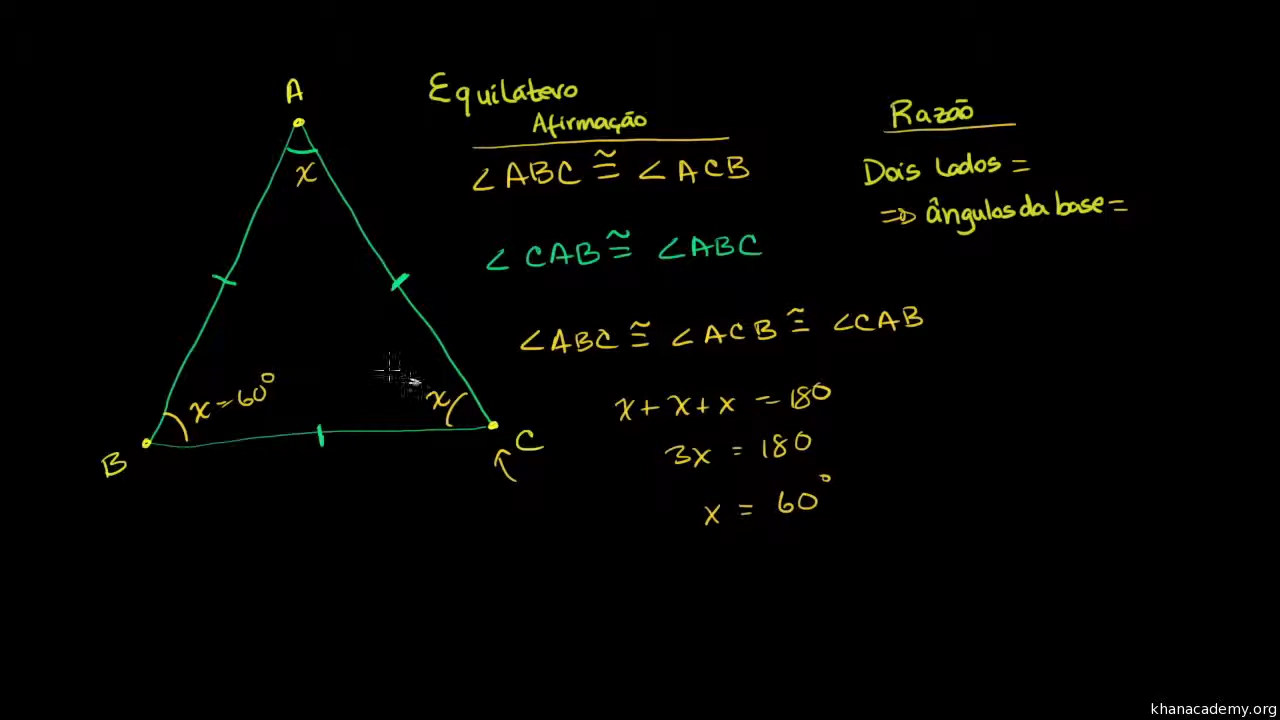 A
Equilátero
Afirmação
Razão
x
∠ABC ≅ ∠ACB
Dois lados =
=> ângulos da base =
∠CAB ≅ ∠ABC
∠ABC ≅ ∠ACB ≅ ∠CAB
x = 60°
x
x + x + x = 180
3x = 180
B
C
x = 60°
khanacademy.org